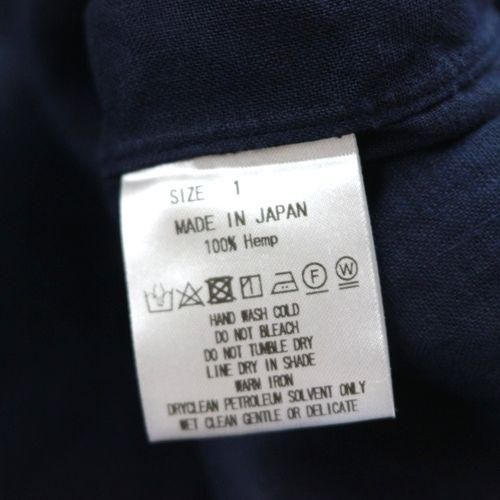 SIZE 1
MADE IN JAPAN
100% Hemp
F W
HAND WASH COLD
DO NOT BLEACH
DO NOT TUMBLE DRY
LINE DRY IN SHADE
WARM IRON
DRYCLEAN PETROLEUM SOLVENT ONLY
WET CLEAN GENTLE OR DELICATE